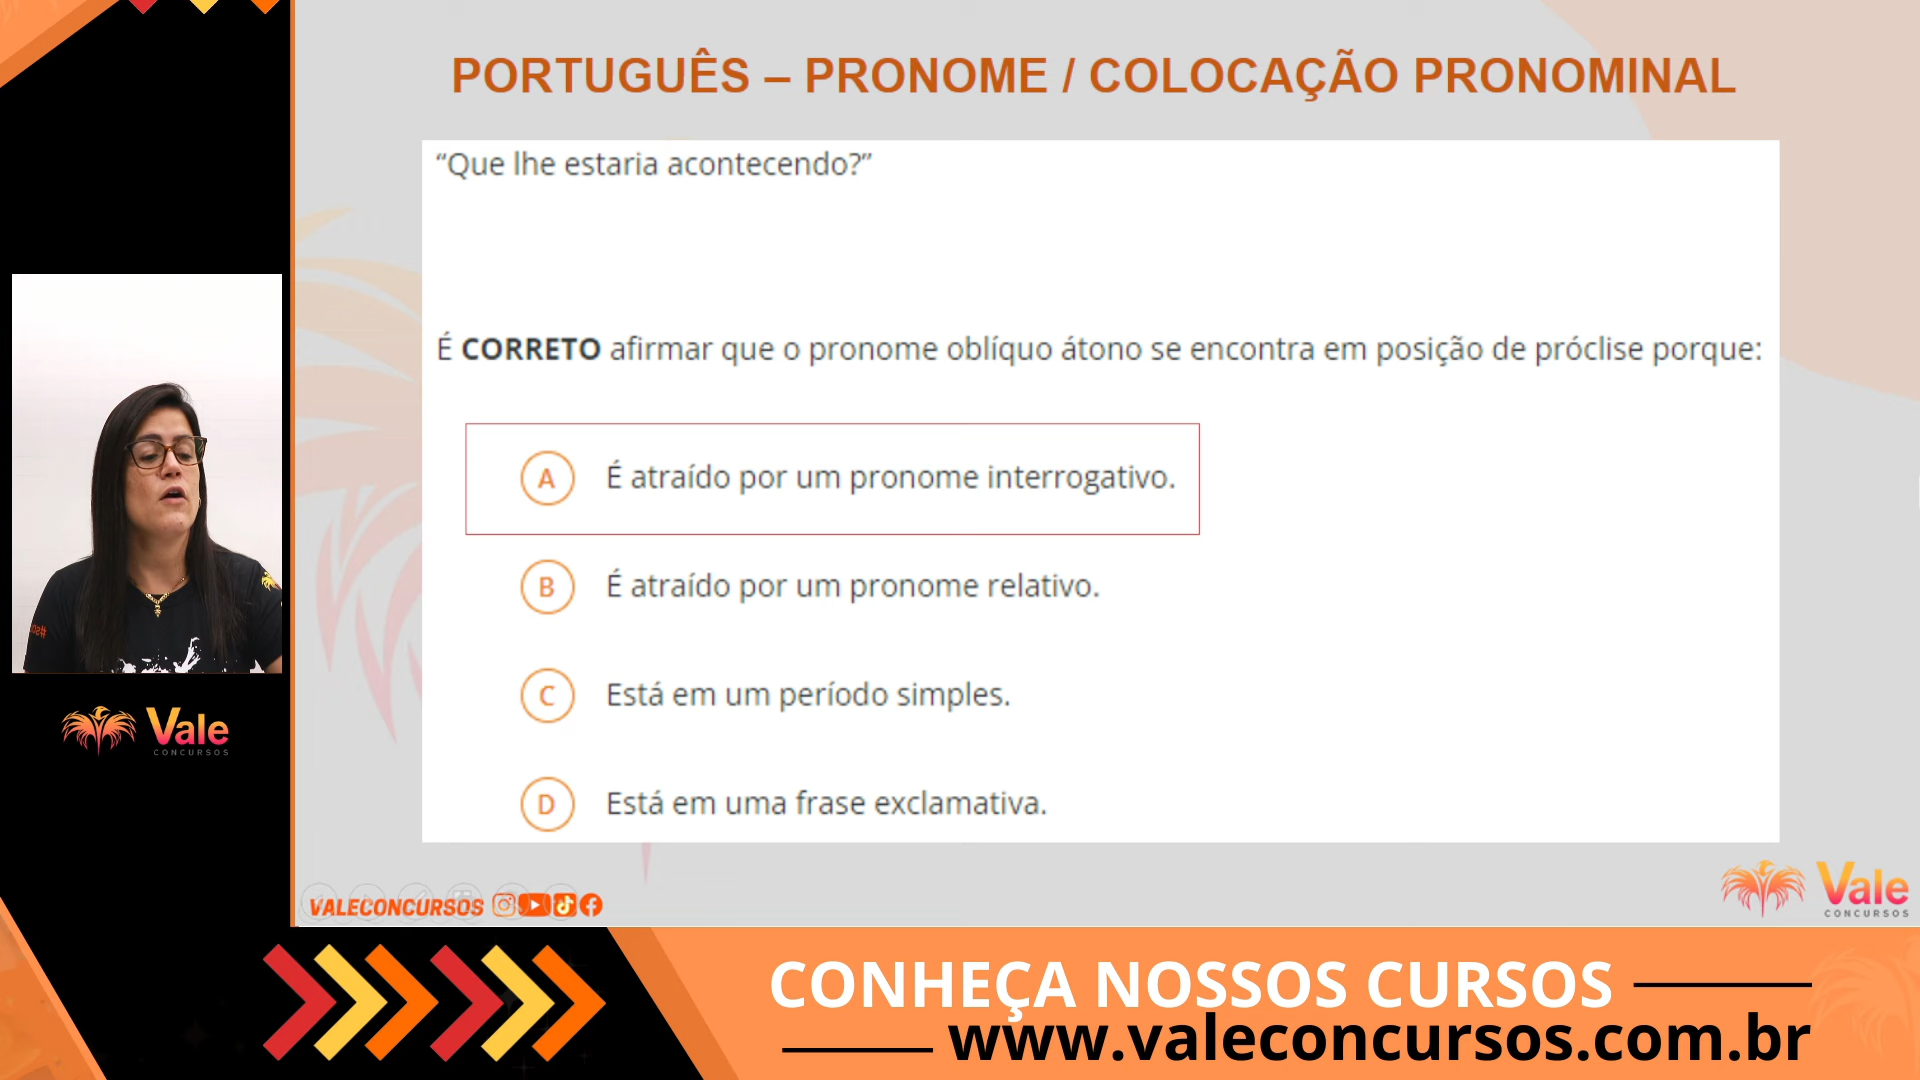 PORTUGUÊS – PRONOME / COLOCAÇÃO PRONOMINAL
“Que lhe estaria acontecendo?”
É CORRETO afirmar que o pronome oblíquo átono se encontra em posição de próclise porque:
A É atraído por um pronome interrogativo.
B É atraído por um pronome relativo.
C Está em um período simples.
D Está em uma frase exclamativa.
Vale
CONCURSOS
VALECONCURSOS
Vale
CONCURSOS
CONHEÇA NOSSOS CURSOS
www.valeconcursos.com.br